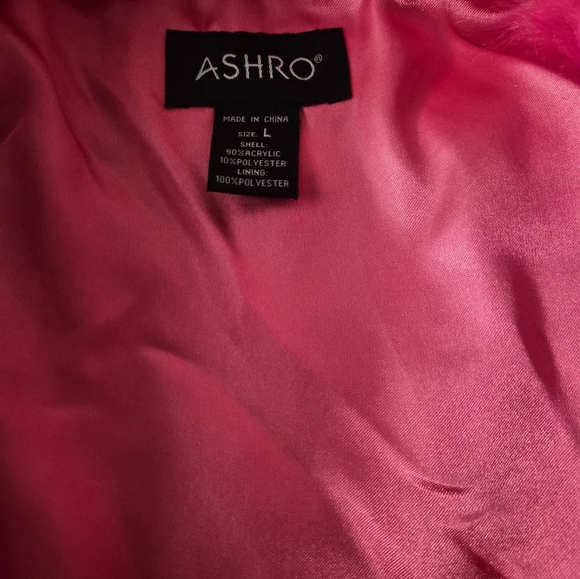 ASHRO®
MADE IN CHINA
SIZE: L
SHELL:
90%ACRYLIC
10%POLYESTER
LINING:
100%POLYESTER